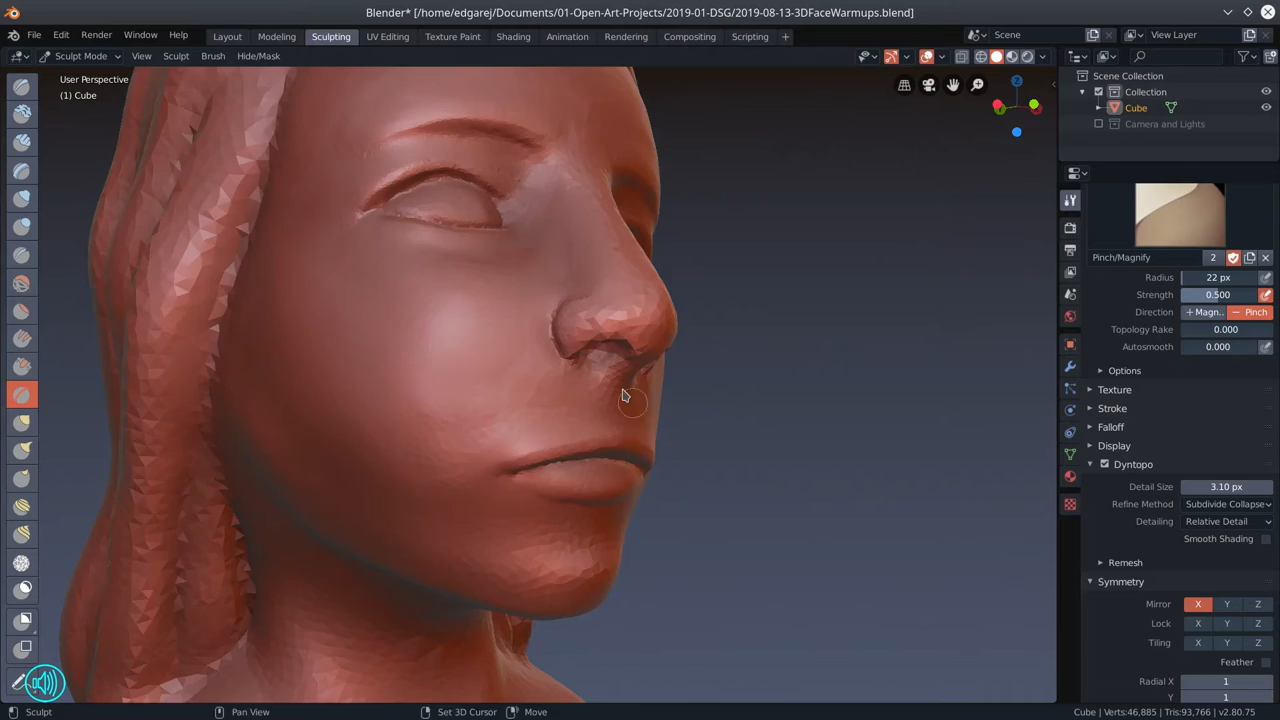 Blender* [/home/edgarej/Documents/01-Open-Art-Projects/2019-01-DSG/2019-08-13-3DFaceWarmups.blend]
File Edit Render Window Help Layout Modeling Sculpting UV Editing Texture Paint Shading Animation Rendering Compositing Scripting + Scene View Layer
Sculpt Mode View Sculpt Brush Hide/Mask
User Perspective
(1) Cube
Z
Scene Collection
Collection
Cube
Camera and Lights
Pinch/Magnify 2
Radius 22 px
Strength 0.500
Direction + Magn.. − Pinch
Topology Rake 0.000
Autosmooth 0.000
Options
Texture
Stroke
Falloff
Display
Dyntopo
Detail Size 3.10 px
Refine Method Subdivide Collapse
Detailing Relative Detail
Smooth Shading
Remesh
Symmetry
Mirror X Y Z
Lock X Y Z
Tiling X Y Z
Feather
Radial X 1
Y 1
Sculpt Pan View Set 3D Cursor Move Cube | Verts:46,885 | Tris:93,766 | v2.80.75